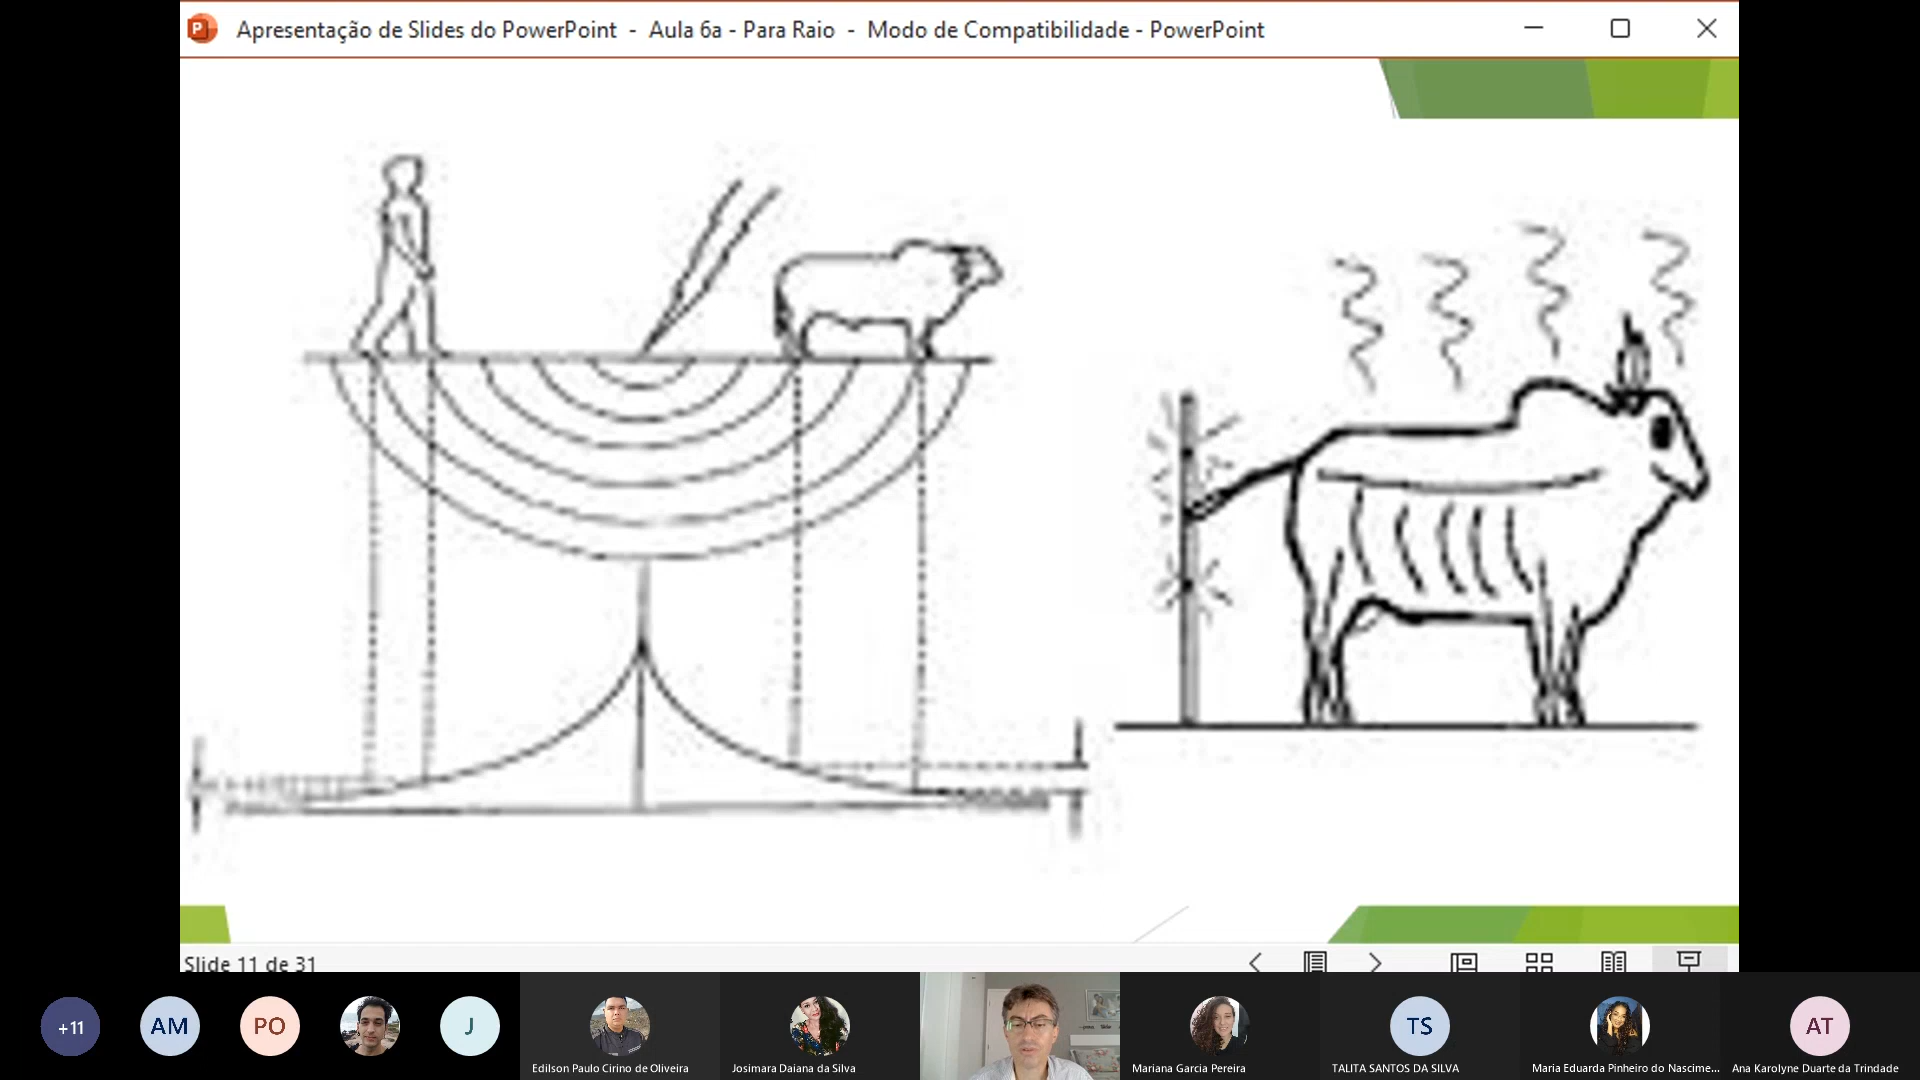 Apresentação de Slides do PowerPoint - Aula 6a - Para Raio - Modo de Compatibilidade - PowerPoint
Slide 11 de 31
+11
AM
PO
J
TS
AT
Edilson Paulo Cirino de Oliveira
Josimara Daiana da Silva
Mariana Garcia Pereira
TALITA SANTOS DA SILVA
Maria Eduarda Pinheiro do Nascime...
Ana Karolyne Duarte da Trindade